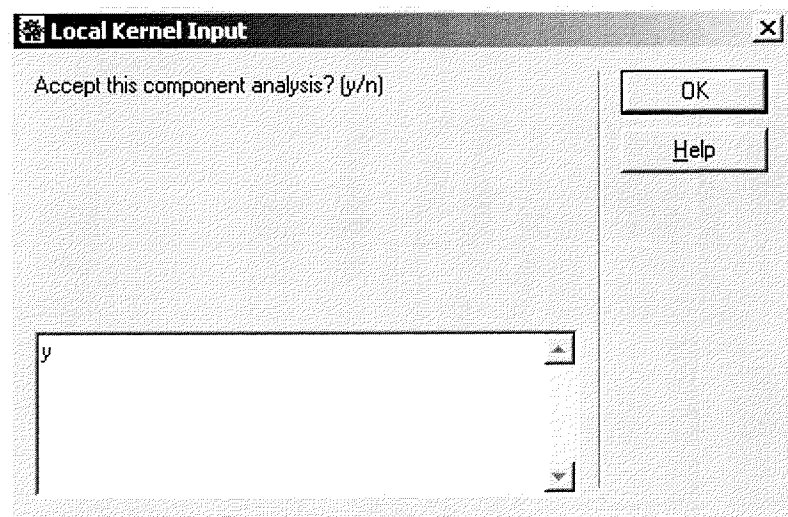 Local Kernel Input
Accept this component analysis? (y/n)
OK
Help
y